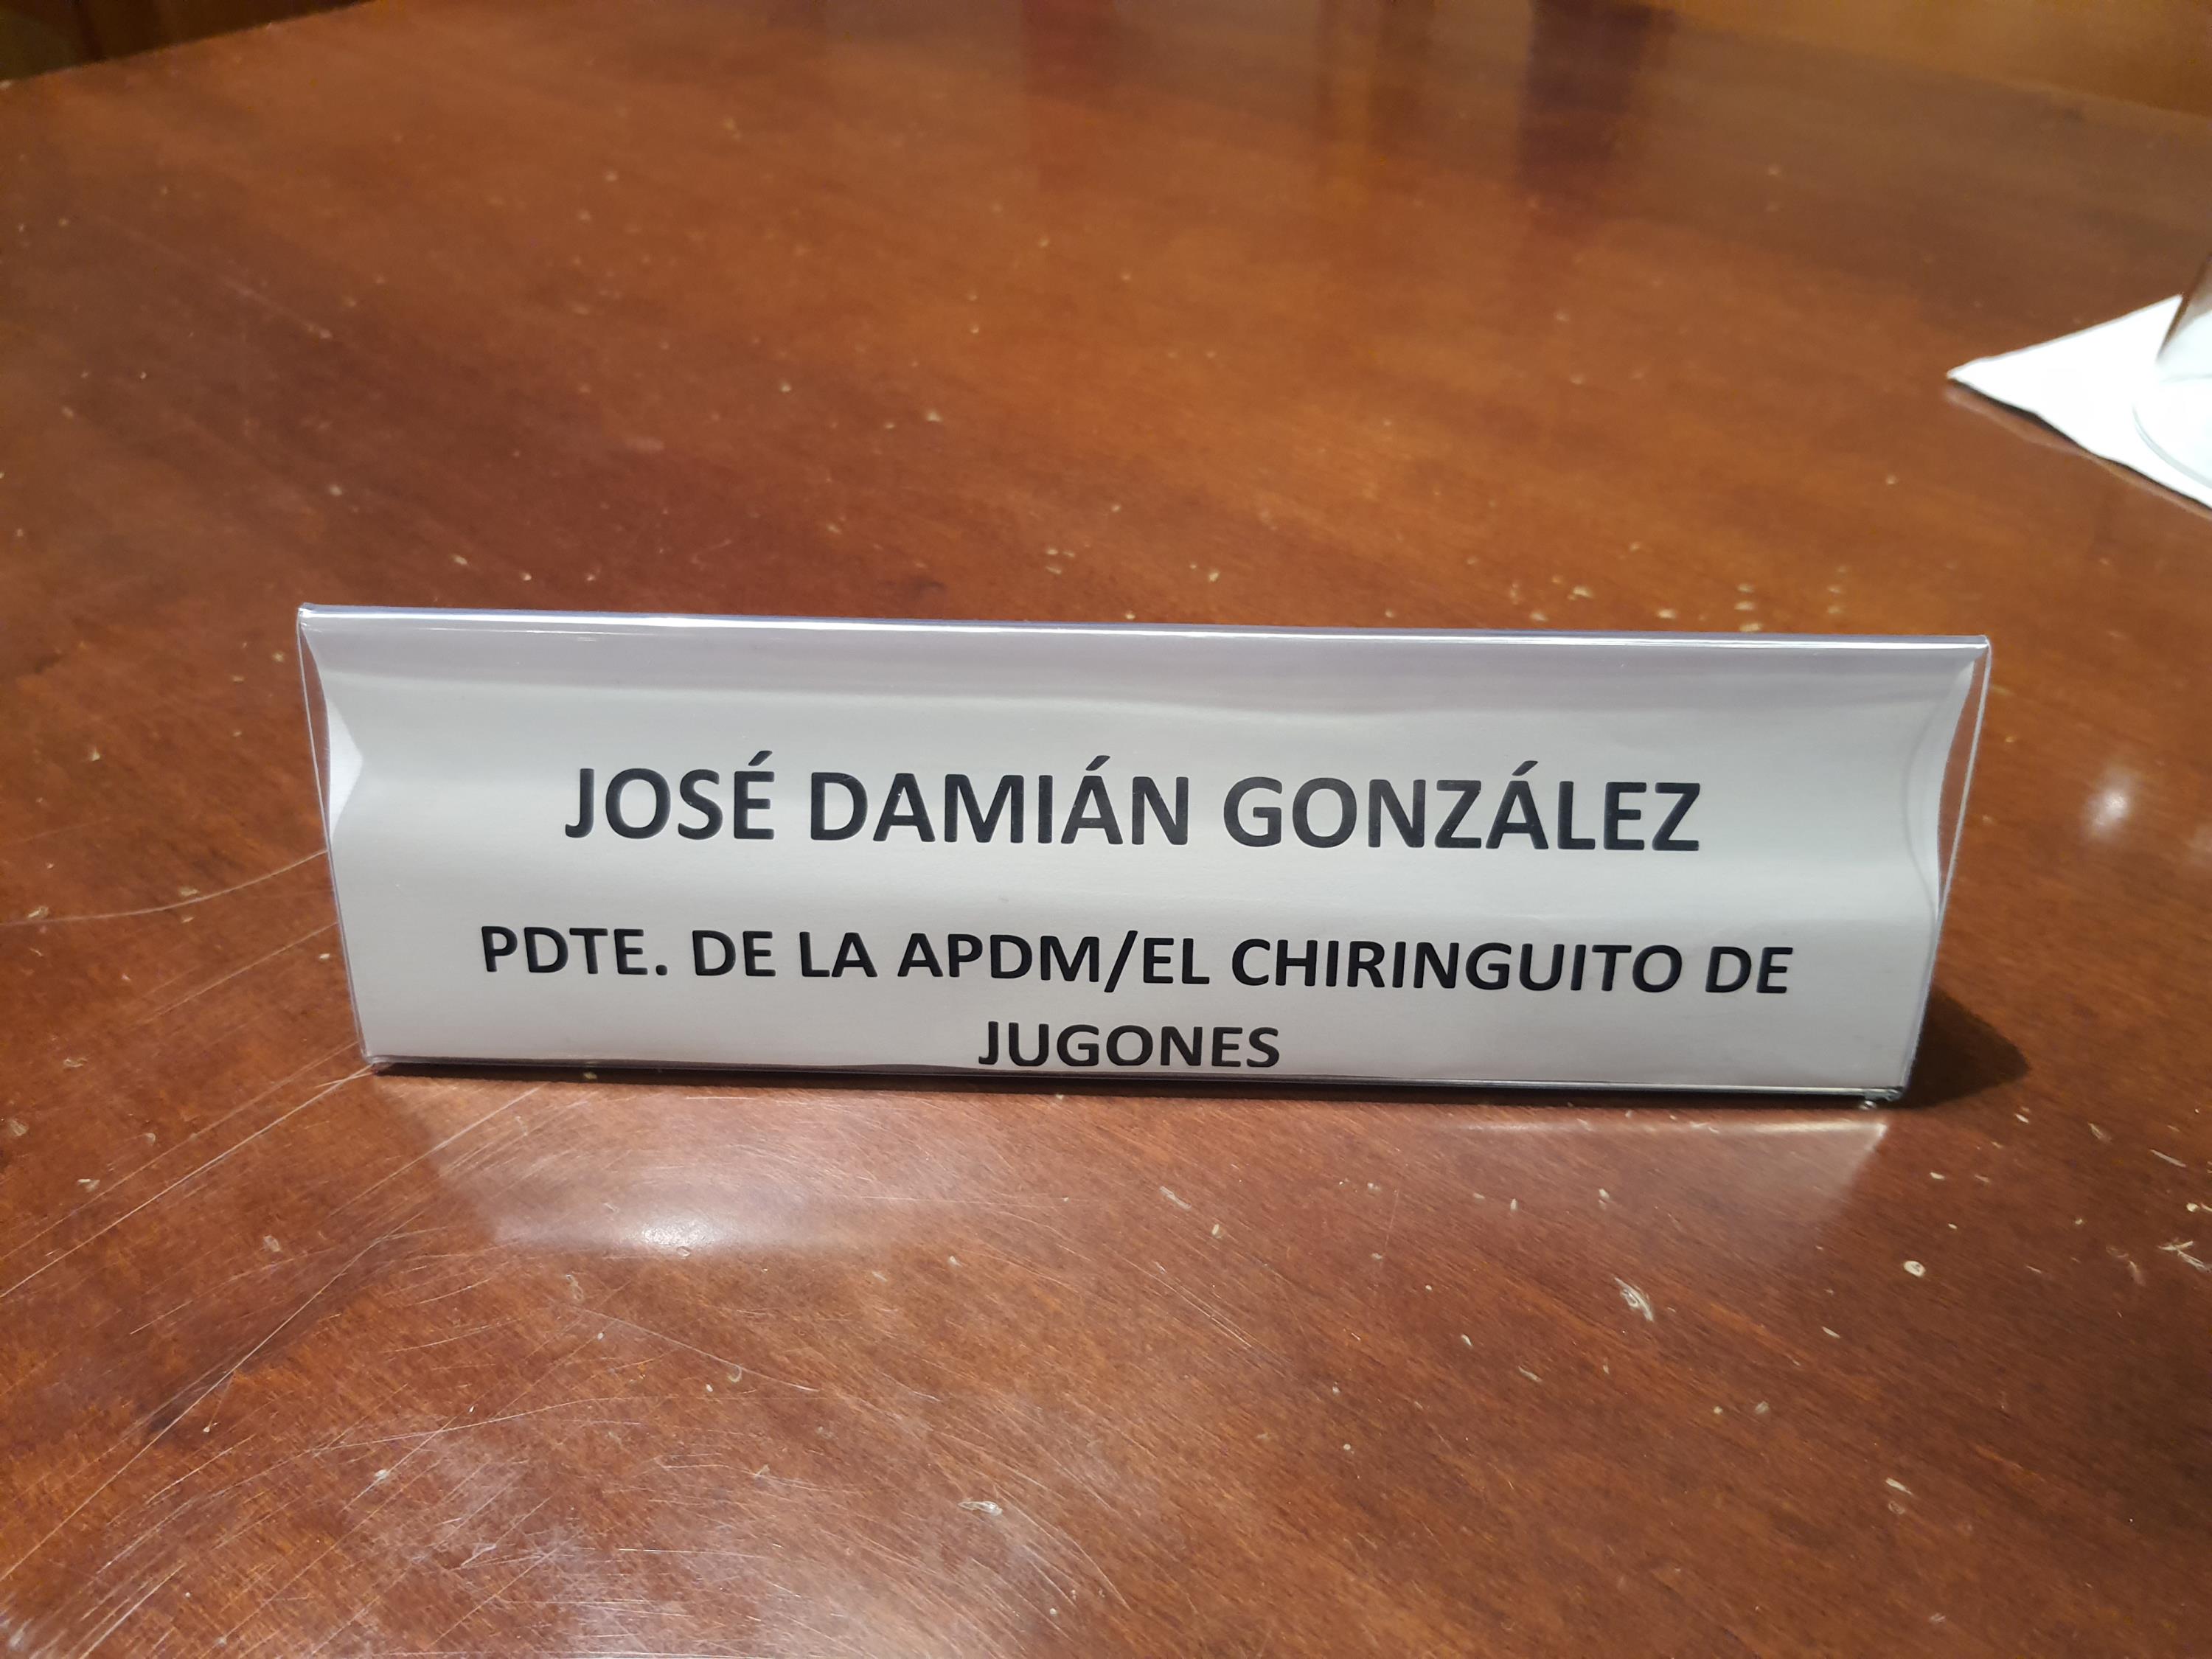 JOSÉ DAMIÁN GONZÁLEZ
PDTE. DE LA APDM/EL CHIRINGUITO DE
JUGONES